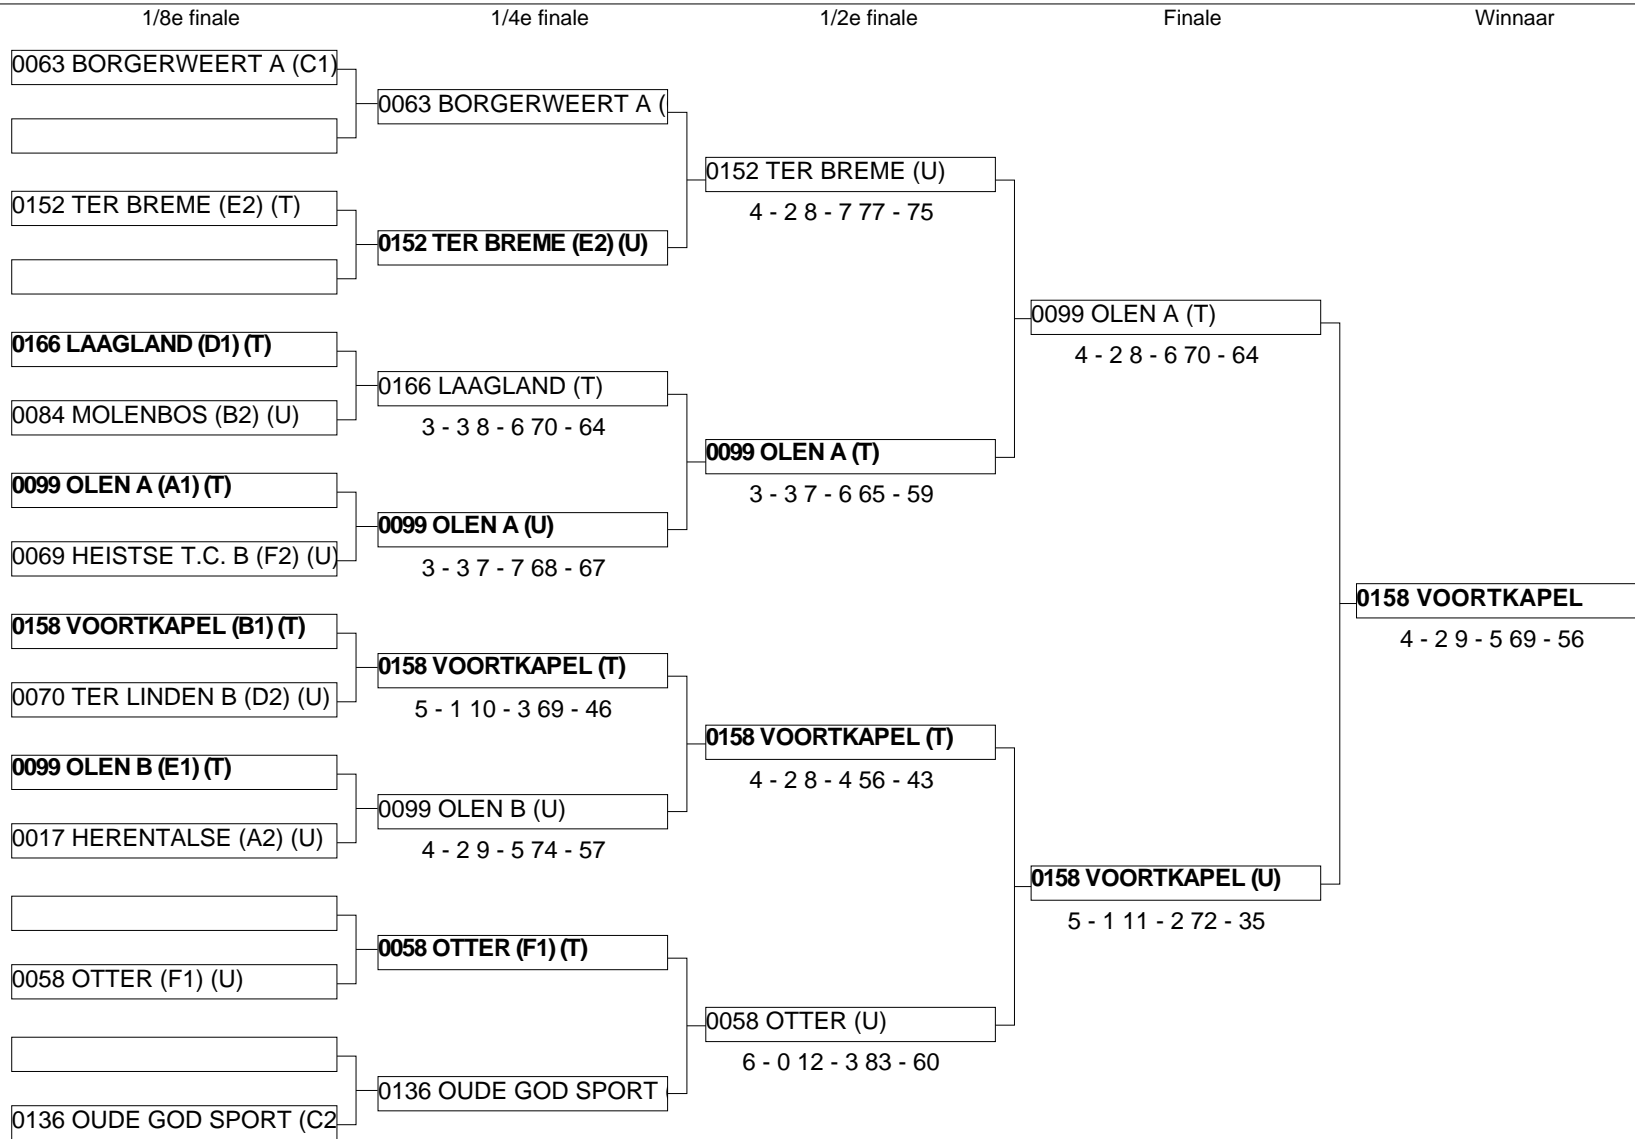 1/8e finale
1/4e finale
1/2e finale
Finale
Winnaar
0063 BORGERWEERT A (C1)
0152 TER BREME (E2) (T)
0166 LAAGLAND (D1) (T)
0084 MOLENBOS (B2) (U)
0099 OLEN A (A1) (T)
0069 HEISTSE T.C. B (F2) (U)
0158 VOORTKAPEL (B1) (T)
0070 TER LINDEN B (D2) (U)
0099 OLEN B (E1) (T)
0017 HERENTALSE (A2) (U)
0058 OTTER (F1) (U)
0136 OUDE GOD SPORT (C2
0063 BORGERWEERT A (
0152 TER BREME (E2) (U)
0166 LAAGLAND (T)
3 - 3 8 - 6 70 - 64
0099 OLEN A (U)
3 - 3 7 - 7 68 - 67
0158 VOORTKAPEL (T)
5 - 1 10 - 3 69 - 46
0099 OLEN B (U)
4 - 2 9 - 5 74 - 57
0058 OTTER (F1) (T)
0136 OUDE GOD SPORT (
0152 TER BREME (U)
4 - 2 8 - 7 77 - 75
0099 OLEN A (T)
3 - 3 7 - 6 65 - 59
0158 VOORTKAPEL (T)
4 - 2 8 - 4 56 - 43
0058 OTTER (U)
6 - 0 12 - 3 83 - 60
0099 OLEN A (T)
4 - 2 8 - 6 70 - 64
0158 VOORTKAPEL (U)
5 - 1 11 - 2 72 - 35
0158 VOORTKAPEL
4 - 2 9 - 5 69 - 56